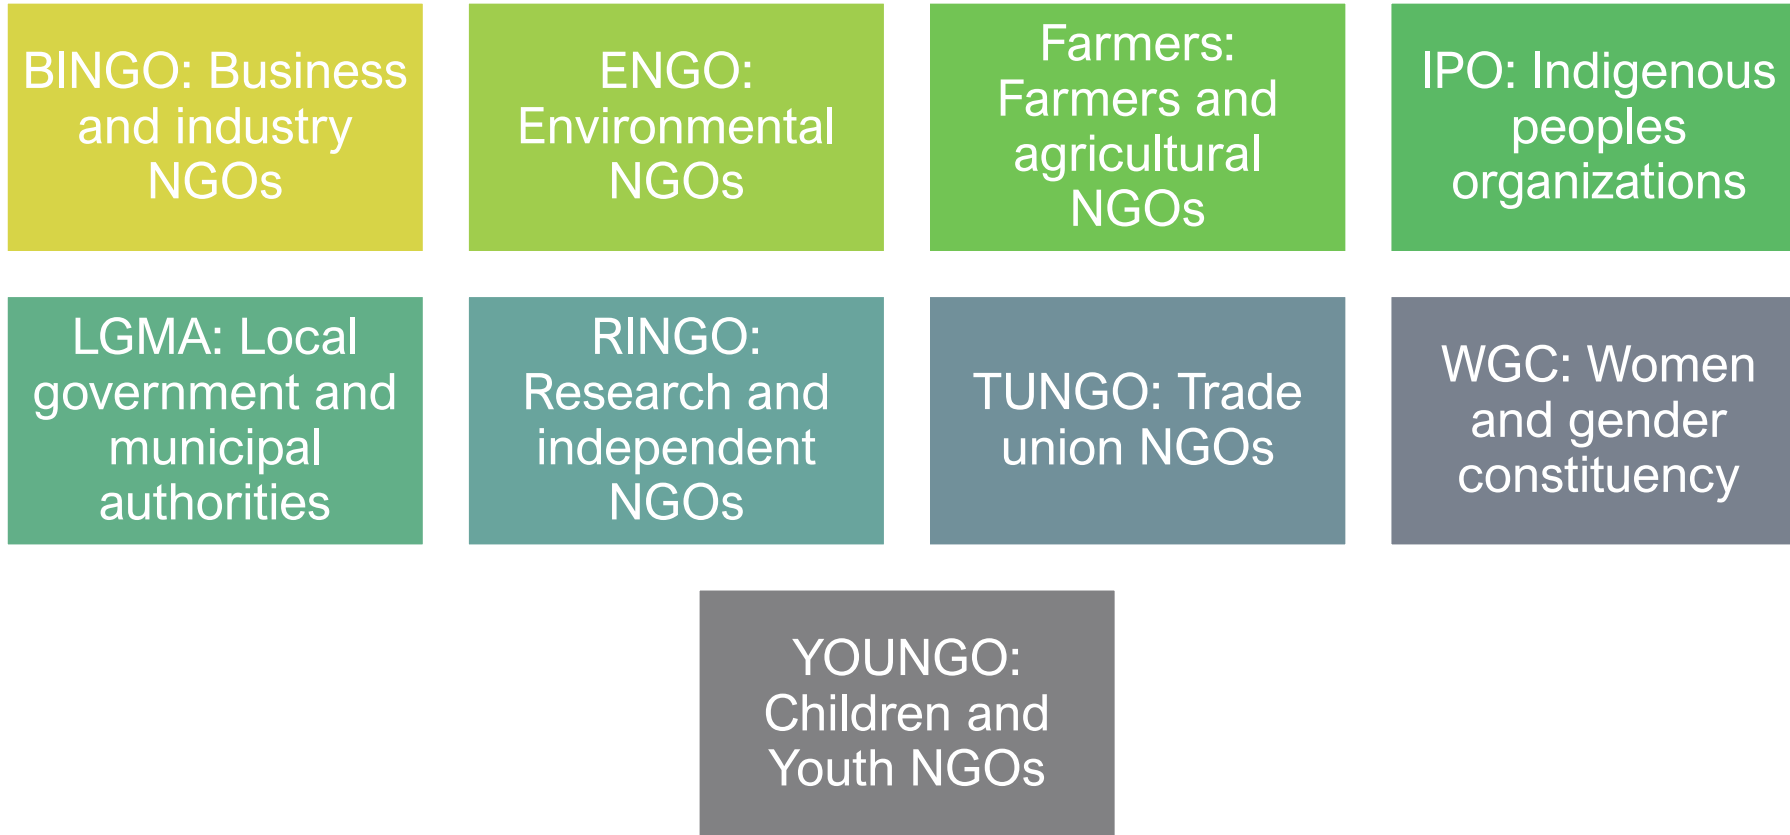 BINGO: Business
and industry
NGOs
ENGO:
Environmental
NGOs
Farmers:
Farmers and
agricultural
NGOs
IPO: Indigenous
peoples
organizations
LGMA: Local
government and
municipal
authorities
RINGO:
Research and
independent
NGOs
TUNGO: Trade
union NGOs
WGC: Women
and gender
constituency
YOUNGO:
Children and
Youth NGOs